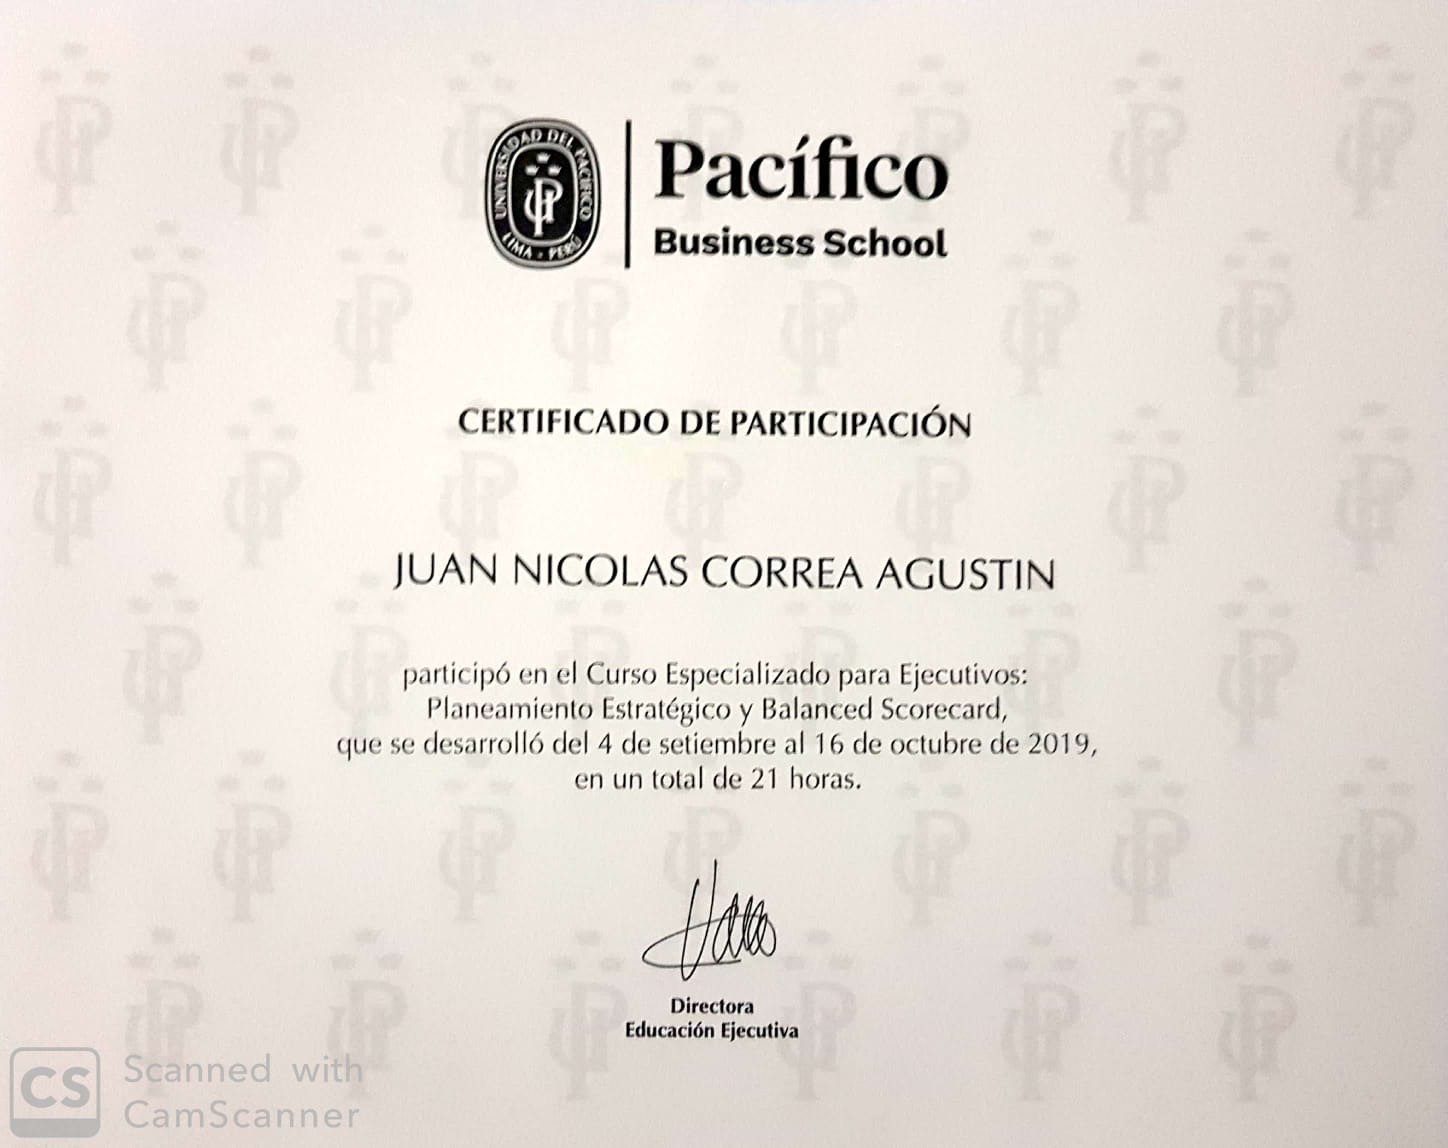 UNIVERSIDAD DEL PACÍFICO
LIMA - PERÚ
Pacífico
Business School
CERTIFICADO DE PARTICIPACIÓN
JUAN NICOLAS CORREA AGUSTIN
participó en el Curso Especializado para Ejecutivos:
Planeamiento Estratégico y Balanced Scorecard,
que se desarrolló del 4 de setiembre al 16 de octubre de 2019,
en un total de 21 horas.
Directora
Educación Ejecutiva
CS Scanned with
CamScanner